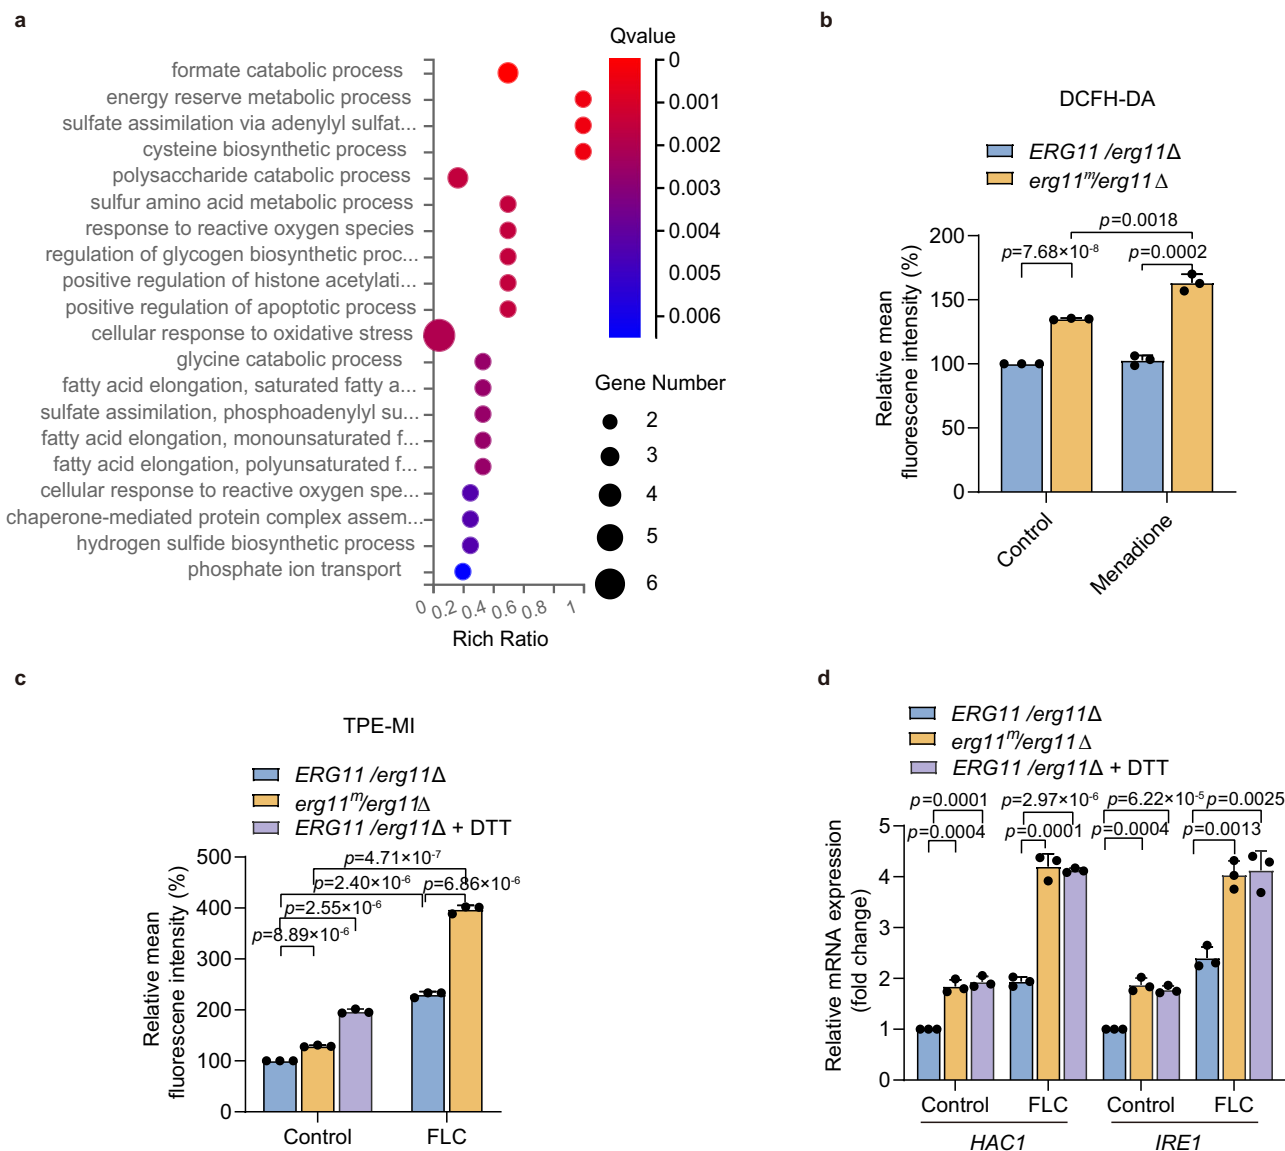 a
Qvalue
formate catabolic process
energy reserve metabolic process
sulfate assimilation via adenylyl sulfat...
cysteine biosynthetic process
polysaccharide catabolic process
sulfur amino acid metabolic process
response to reactive oxygen species
regulation of glycogen biosynthetic proc...
positive regulation of histone acetylati...
positive regulation of apoptotic process
cellular response to oxidative stress
glycine catabolic process
fatty acid elongation, saturated fatty a...
sulfate assimilation, phosphoadenylyl su...
fatty acid elongation, monounsaturated f...
fatty acid elongation, polyunsaturated f...
cellular response to reactive oxygen spe...
chaperone-mediated protein complex assem...
hydrogen sulfide biosynthetic process
phosphate ion transport
0 0.2 0.4 0.6 0.8 1
Rich Ratio
0
0.001
0.002
0.003
0.004
0.005
0.006
Gene Number
2
3
4
5
6
b
DCFH-DA
ERG11 /erg11Δ
erg11ᵐ/erg11Δ
p=0.0018
p=7.68×10⁻⁸
p=0.0002
Relative mean
fluorescene intensity (%)
200
150
100
50
0
Control
Menadione
c
TPE-MI
ERG11 /erg11Δ
erg11ᵐ/erg11Δ
ERG11 /erg11Δ + DTT
p=4.71×10⁻⁷
p=2.40×10⁻⁶
p=6.86×10⁻⁶
p=2.55×10⁻⁶
p=8.89×10⁻⁶
Relative mean
fluorescene intensity (%)
500
400
300
200
100
0
Control
FLC
d
ERG11 /erg11Δ
erg11ᵐ/erg11Δ
ERG11 /erg11Δ + DTT
p=0.0001
p=2.97×10⁻⁶
p=6.22×10⁻⁵
p=0.0025
p=0.0004
p=0.0001
p=0.0004
p=0.0013
Relative mRNA expression
(fold change)
5
4
3
2
1
0
Control
FLC
Control
FLC
HAC1
IRE1